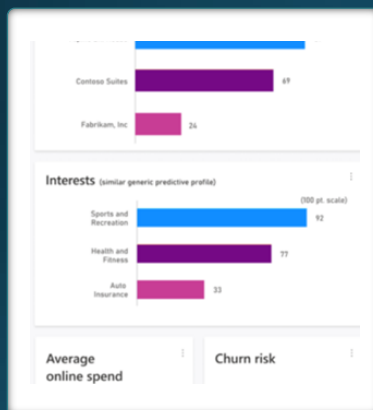 Contoso Suites
69
Fabrikam, Inc
24
Interests (similar generic predictive profile)
(100 pt. scale)
Sports and
Recreation
92
Health and
Fitness
77
Auto
Insurance
33
Average
online spend
Churn risk